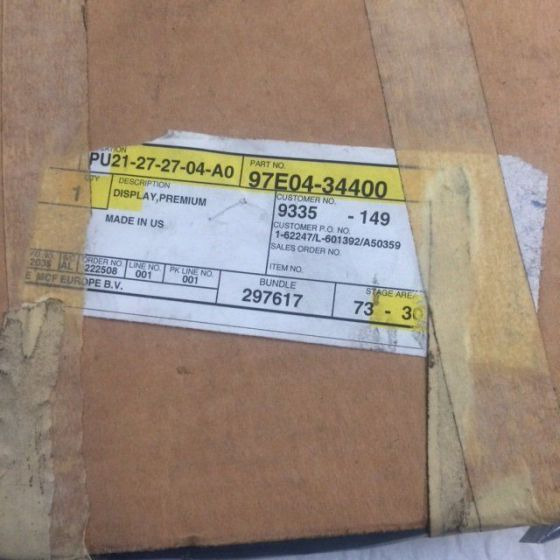 PU21-27-27-04-A0
PART NO.
97E04-34400
QTY
1
DESCRIPTION
DISPLAY,PREMIUM
MADE IN US
CUSTOMER NO.
9335 - 149
CUSTOMER P.O. NO.
1-62247/L-601392/A50359
SALES ORDER NO.
ITEM NO.
ORDER NO.
222508
LINE NO.
001
PK LINE NO.
001
BUNDLE
297617
STAGE AREA
73 - 30
MCF EUROPE B.V.